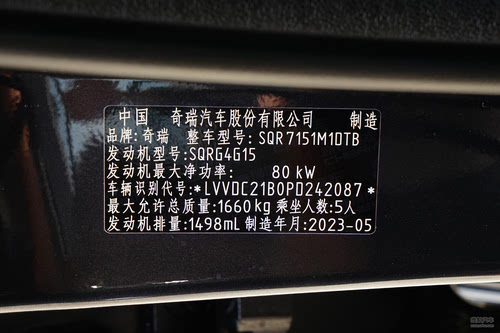 中国 奇瑞汽车股份有限公司 制造
品牌:奇瑞 整车型号:SQR7151M1DTB
发动机型号:SQRG4G15
发动机最大净功率: 80 kW
车辆识别代号:*LVVDC21B0PD242087*
最大允许总质量:1660kg 乘坐人数:5人
发动机排量:1498mL 制造年月:2023-05